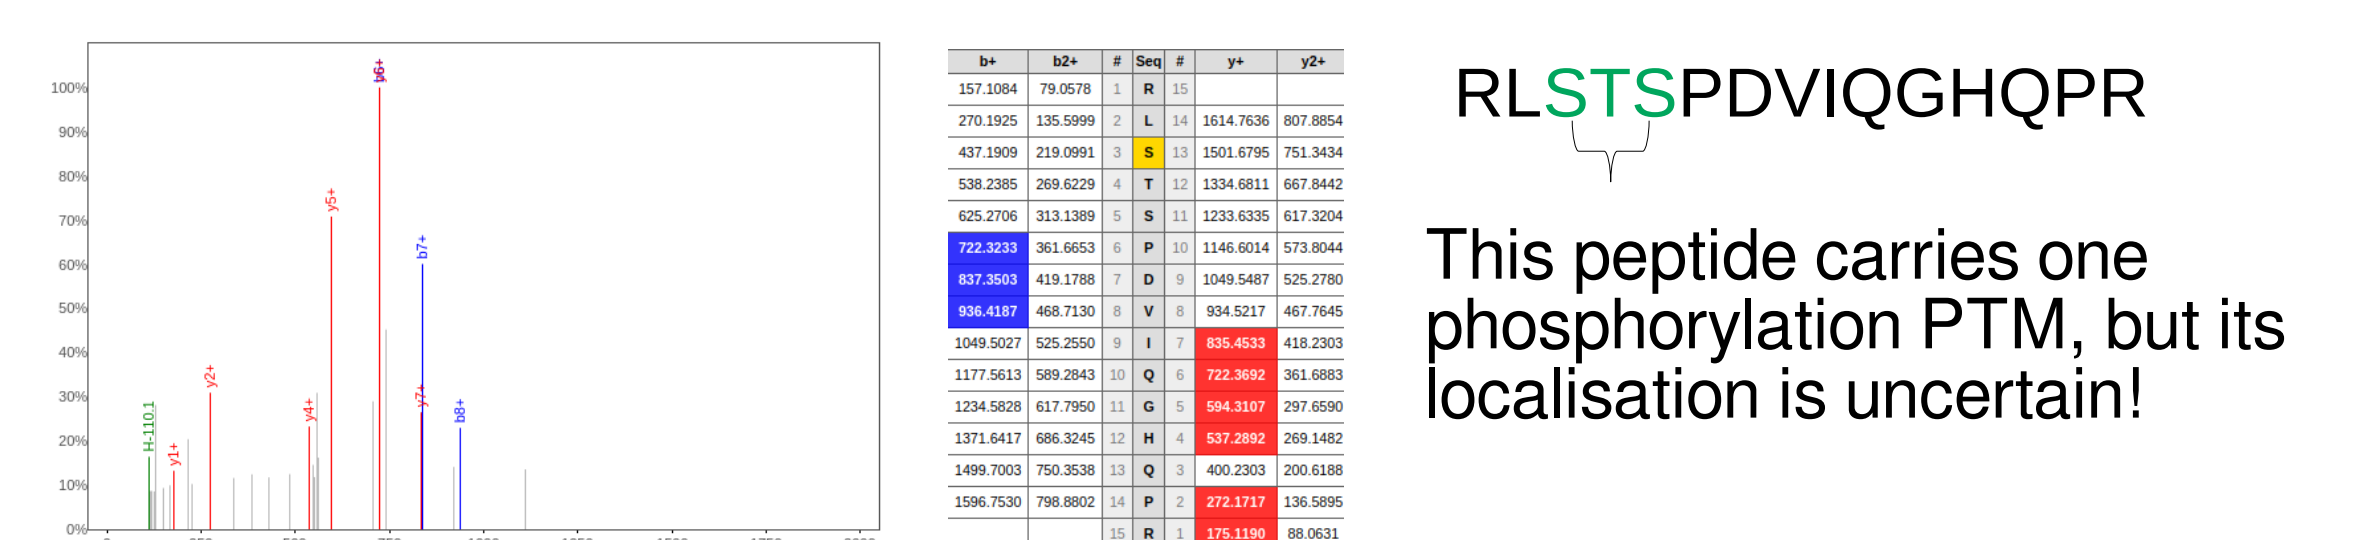 100%
90%
80%
70%
60%
50%
40%
30%
20%
10%
0%
H-110.1
y1+
y2+
y4+
y5+
y7+
b7+
b8+
b+ b2+ # Seq # y+ y2+
157.1084 79.0578 1 R 15
270.1925 135.5999 2 L 14 1614.7636 807.8854
437.1909 219.0991 3 S 13 1501.6795 751.3434
538.2385 269.6229 4 T 12 1334.6811 667.8442
625.2706 313.1389 5 S 11 1233.6335 617.3204
722.3233 361.6653 6 P 10 1146.6014 573.8044
837.3503 419.1788 7 D 9 1049.5487 525.2780
936.4187 468.7130 8 V 8 934.5217 467.7645
1049.5027 525.2550 9 I 7 835.4533 418.2303
1177.5613 589.2843 10 Q 6 722.3692 361.6883
1234.5828 617.7950 11 G 5 594.3107 297.6590
1371.6417 686.3245 12 H 4 537.2892 269.1482
1499.7003 750.3538 13 Q 3 400.2303 200.6188
1596.7530 798.8802 14 P 2 272.1717 136.5895
15 R 1 175.1190 88.0631
RLSTSPDVIQGHQPR
This peptide carries one
phosphorylation PTM, but its
localisation is uncertain!